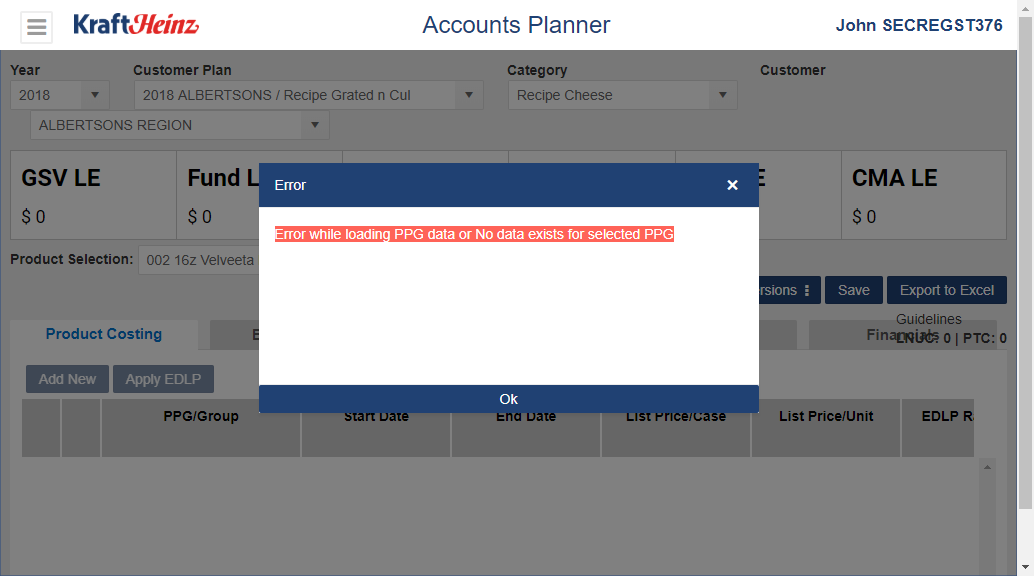 KraftHeinz
Accounts Planner
John SECREGST376
Year
Customer Plan
Category
Customer
2018
2018 ALBERTSONS / Recipe Grated n Cul
Recipe Cheese
ALBERTSONS REGION
GSV LE
Fund L
E
CMA LE
$ 0
$ 0
$ 0
Error
×
Error while loading PPG data or No data exists for selected PPG
Ok
Product Selection:
002 16z Velveeta
rsions
Save
Export to Excel
Guidelines
LNUC: 0 | PTC: 0
Product Costing
E
Financials
Add New
Apply EDLP
PPG/Group
Start Date
End Date
List Price/Case
List Price/Unit
EDLP R